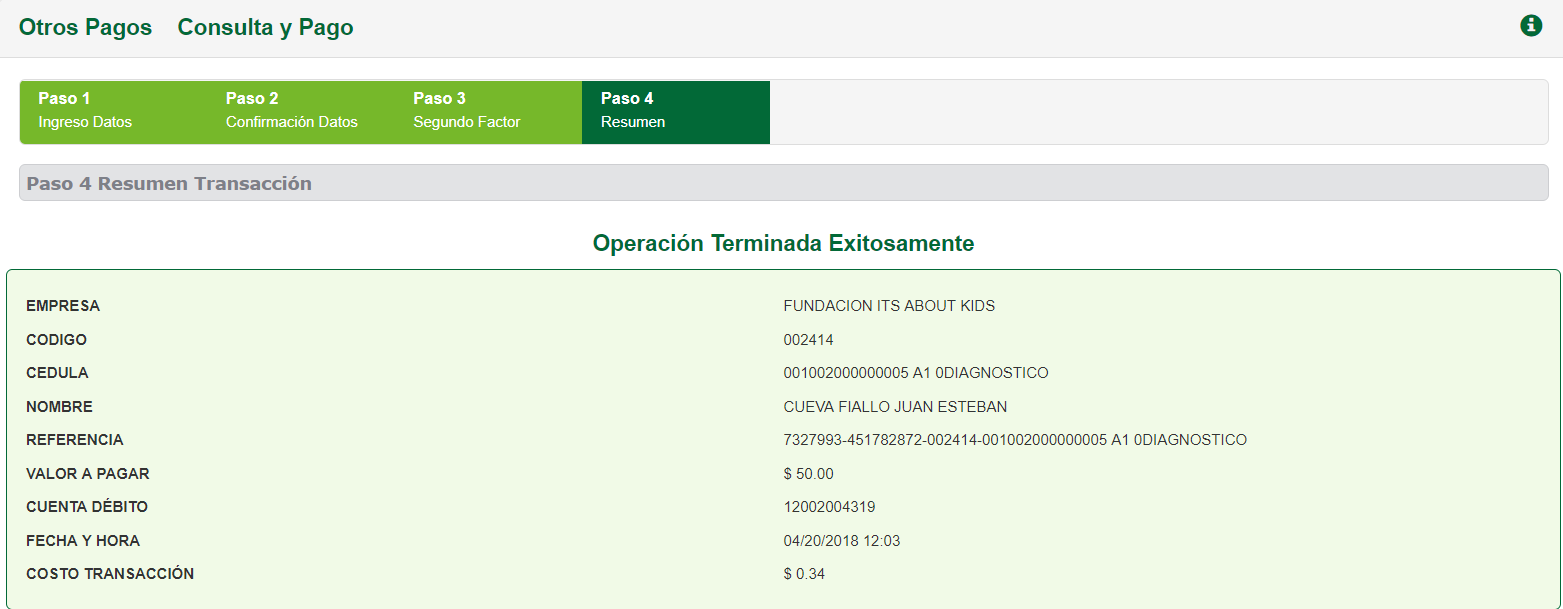 Otros Pagos Consulta y Pago
Paso 1 Paso 2 Paso 3 Paso 4
Ingreso Datos Confirmación Datos Segundo Factor Resumen
Paso 4 Resumen Transacción
Operación Terminada Exitosamente
EMPRESA FUNDACION ITS ABOUT KIDS
CODIGO 002414
CEDULA 001002000000005 A1 0DIAGNOSTICO
NOMBRE CUEVA FIALLO JUAN ESTEBAN
REFERENCIA 7327993-451782872-002414-001002000000005 A1 0DIAGNOSTICO
VALOR A PAGAR $ 50.00
CUENTA DÉBITO 12002004319
FECHA Y HORA 04/20/2018 12:03
COSTO TRANSACCIÓN $ 0.34